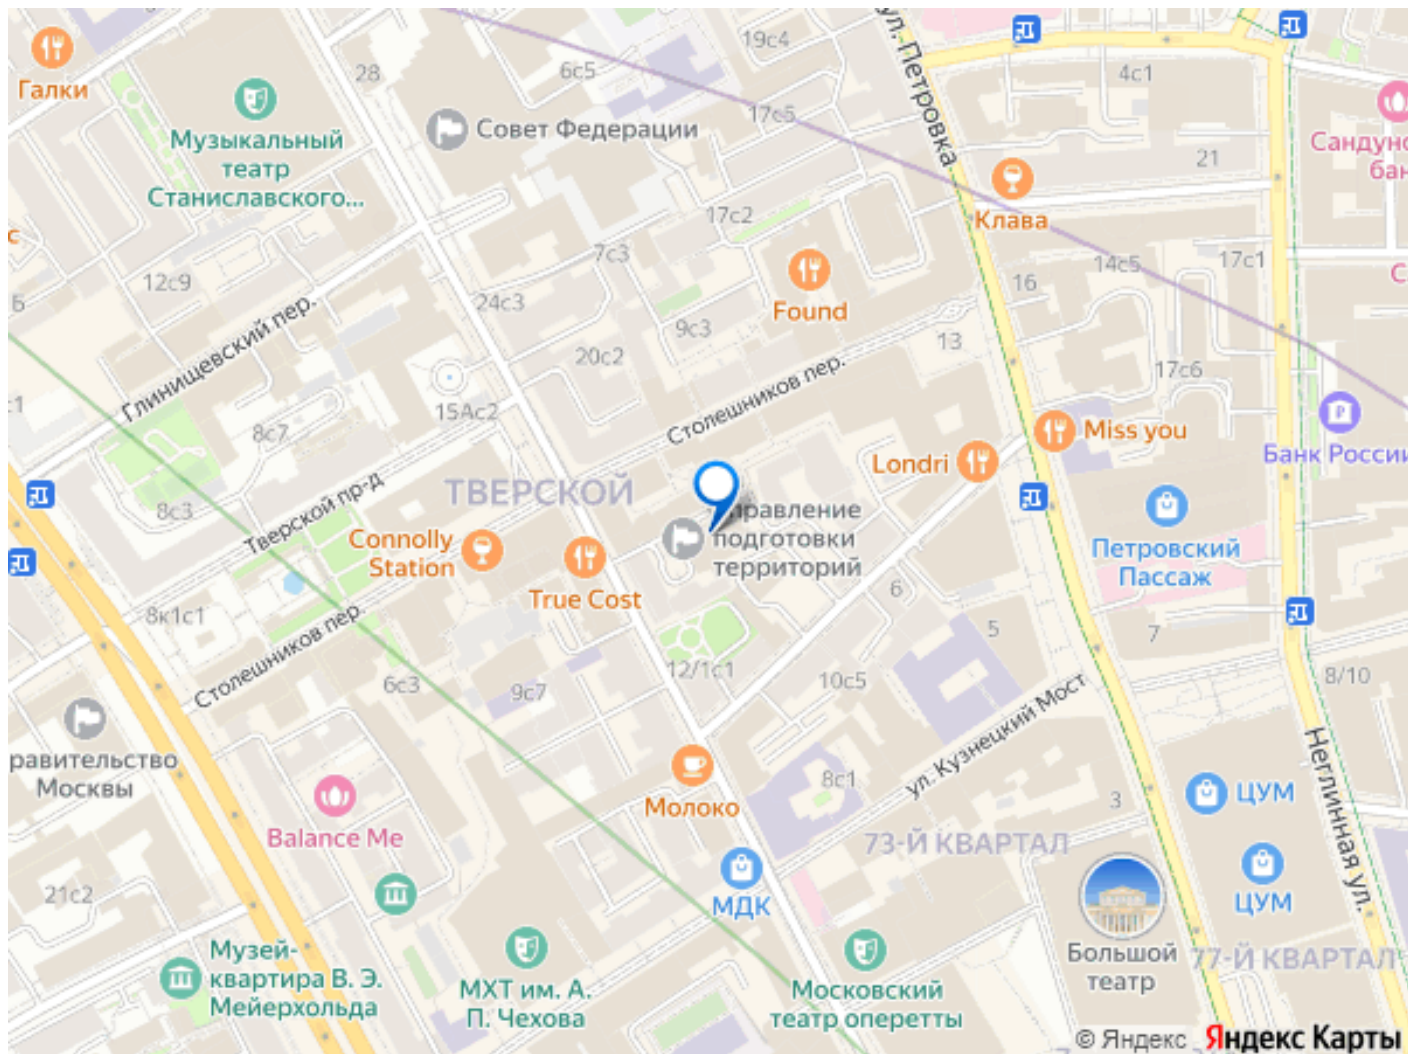 ул. Петровка
19с4
Галки
28
6с5
4с1
Музыкальный
театр
Станиславского...
Совет Федерации
17с5
21
Сандуно
бан
Клава
с
17с2
7с3
12с9
Б
24с3
Found
16
14с5
17с1
С
9с3
20с2
13
17с6
Глинищевский пер.
Столешников пер.
:1
15Ас2
8с7
Miss you
Londri
Банк России
ТВЕРСКОЙ
8с3
Тверской пр-д
правление
подготовки
территорий
Connolly
Station
True Cost
Петровский
Пассаж
6
8к1с1
5
7
Столешников пер.
12/1с1
6с3
9с7
10с5
8/10
ул. Кузнецкий Мост
равительство
Москвы
Неглинная ул.
8с1
3
ЦУМ
Молоко
Balance Me
73-Й КВАРТАЛ
21с2
МДК
ЦУМ
Музей-
квартира В. Э.
Мейерхольда
МХТ им. А.
П. Чехова
Московский
театр оперетты
Большой
театр
77-Й КВАРТАЛ
© Яндекс Яндекс Карты